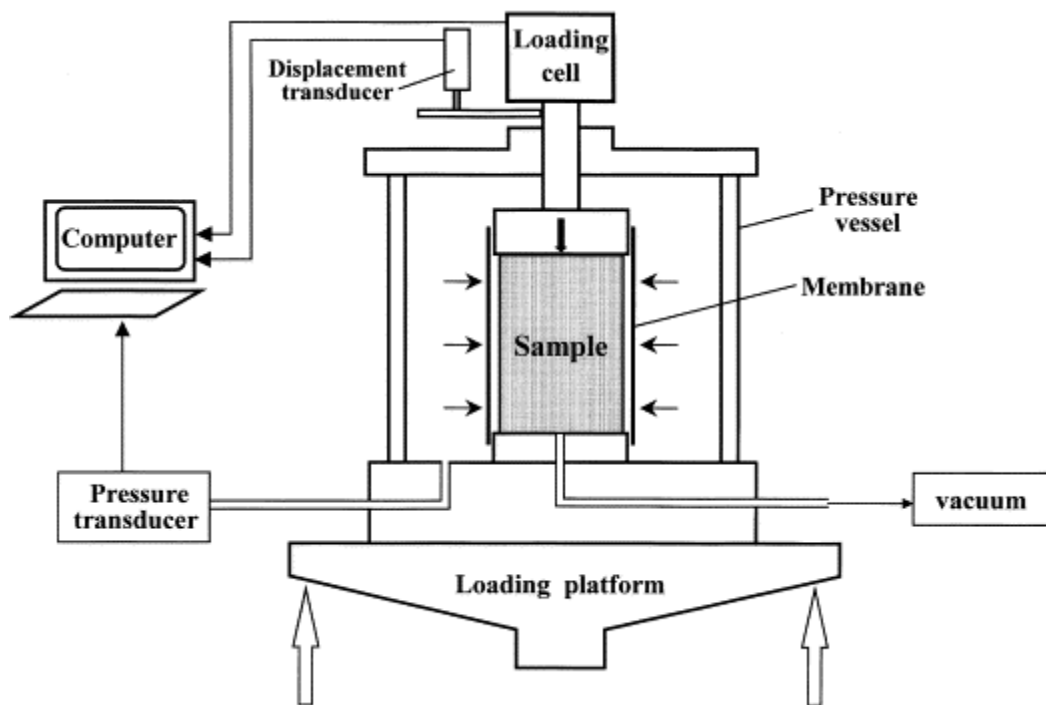 Loading
cell
Displacement
transducer
Pressure
vessel
Computer
Membrane
Sample
Pressure
transducer
vacuum
Loading platform